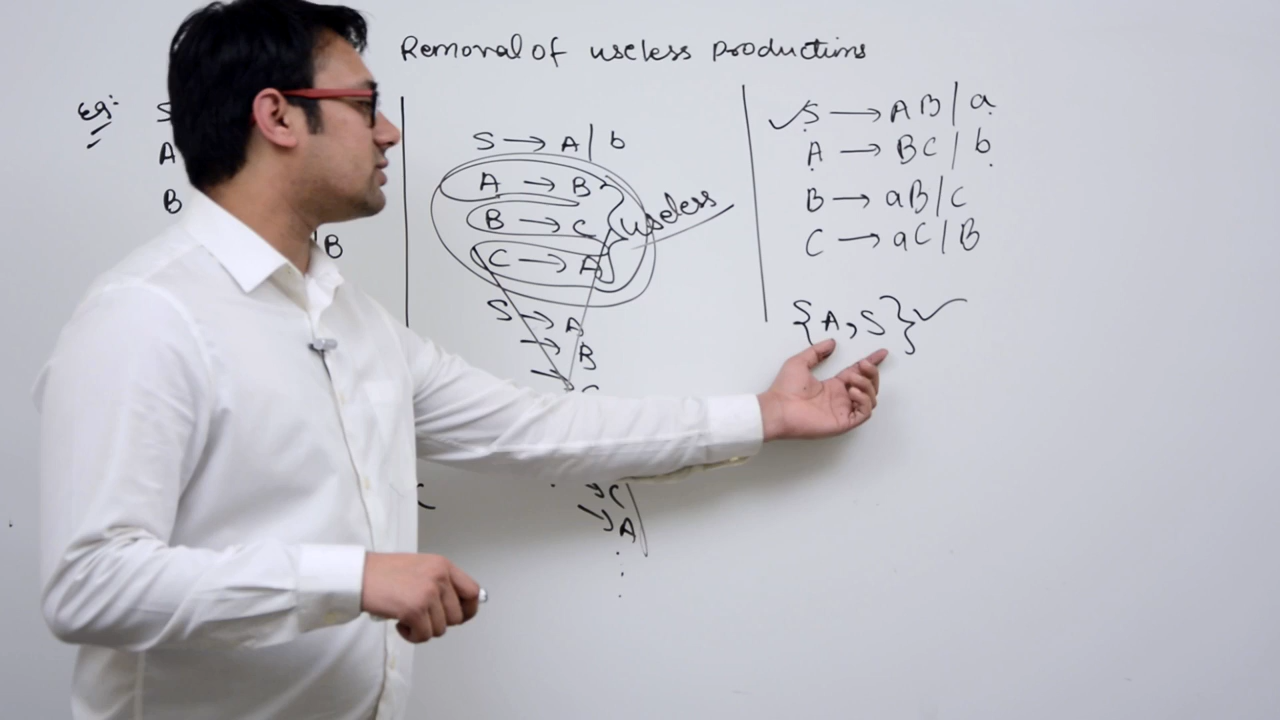 Removal of useless productions
Eg:- S
A
B
B
S → A | b
A → B
B → C
C → A
useless
S → A
→ B
→ C
→ A
S → AB | a
A → BC | b
B → aB | C
C → aC | B
{A, S}